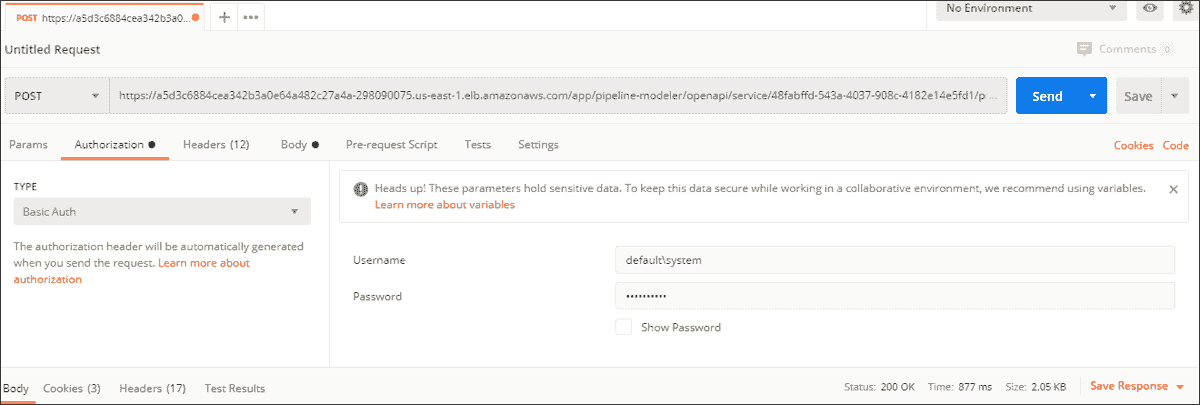 POST https://a5d3c6884cea342b3a0... + ••• No Environment
Untitled Request Comments 0
POST https://a5d3c6884cea342b3a0e64a482c27a4a-298090075.us-east-1.elb.amazonaws.com/app/pipeline-modeler/openapi/service/48fabffd-543a-4037-908c-4182e14e5fd1/p... Send Save
Params Authorization Headers (12) Body Pre-request Script Tests Settings Cookies Code
TYPE
Basic Auth
The authorization header will be automatically generated
when you send the request. Learn more about
authorization
Heads up! These parameters hold sensitive data. To keep this data secure while working in a collaborative environment, we recommend using variables.
Learn more about variables
Username default\system
Password ••••••••••
Show Password
Body Cookies (3) Headers (17) Test Results Status: 200 OK Time: 877 ms Size: 2.05 KB Save Response